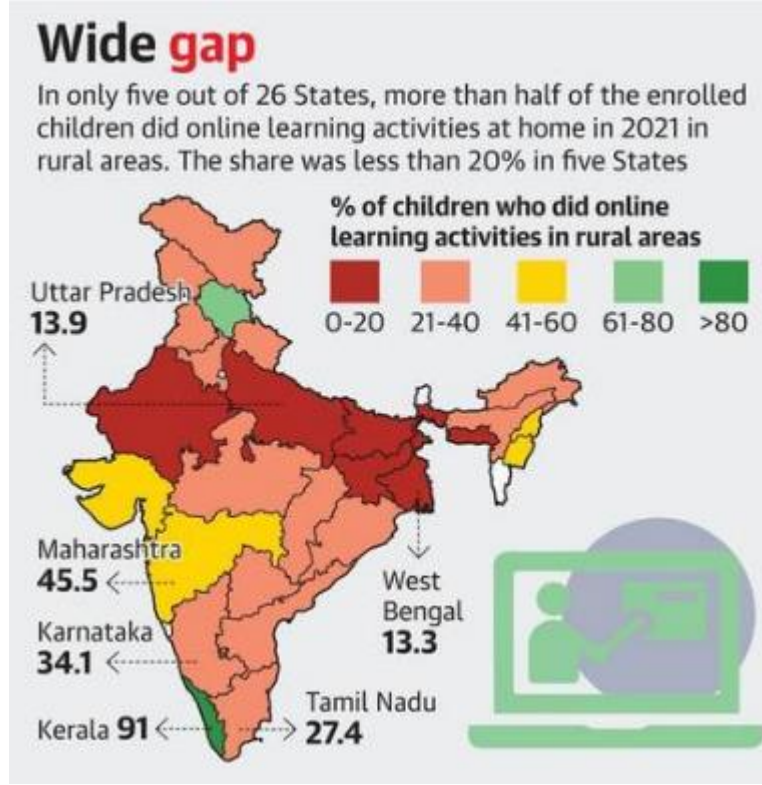 Wide gap
In only five out of 26 States, more than half of the enrolled
children did online learning activities at home in 2021 in
rural areas. The share was less than 20% in five States
% of children who did online
learning activities in rural areas
0-20 21-40 41-60 61-80 >80
Uttar Pradesh
13.9
Maharashtra
45.5
West
Bengal
13.3
Karnataka
34.1
Kerala 91
Tamil Nadu
27.4